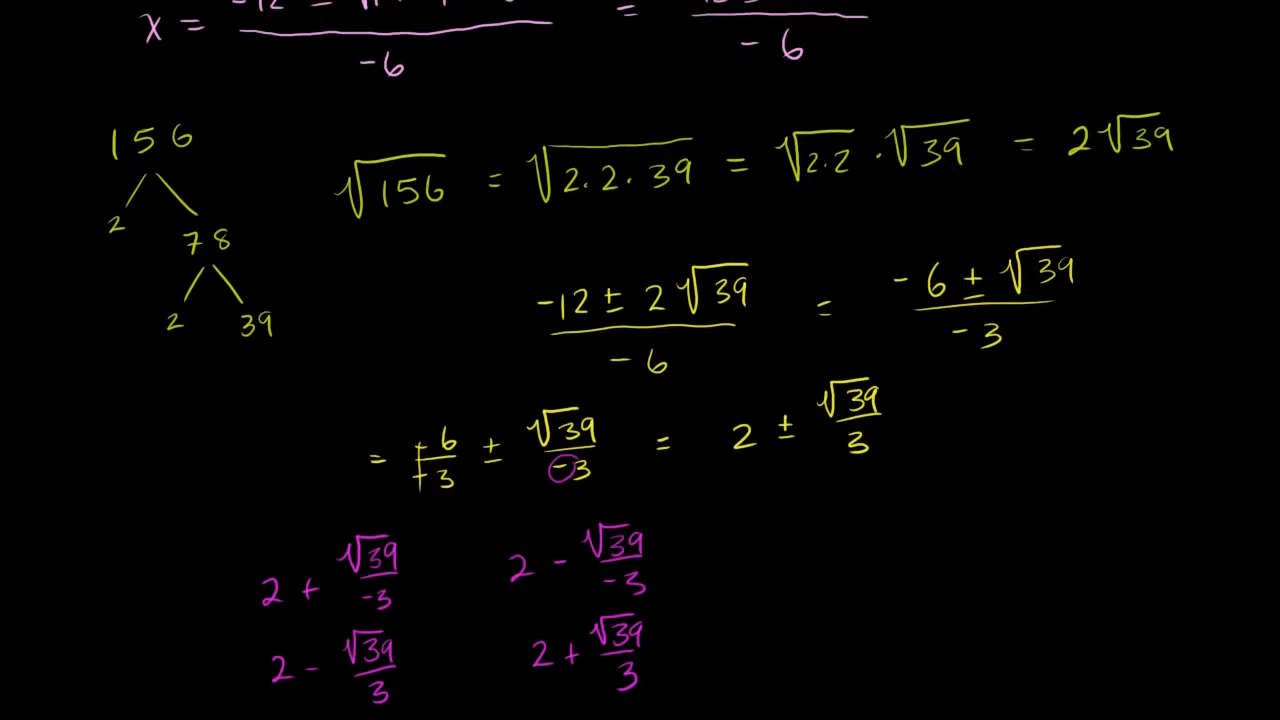 x = -12 ± √ / -6 = / -6
156
2 78
2 39
√156 = √2·2·39 = √2·2 · √39 = 2√39
-12 ± 2√39 / -6 = -6 ± √39 / -3
= -6/-3 ± √39/-3 = 2 ± √39/3
2 + √39/-3 2 - √39/-3
2 - √39/3 2 + √39/3